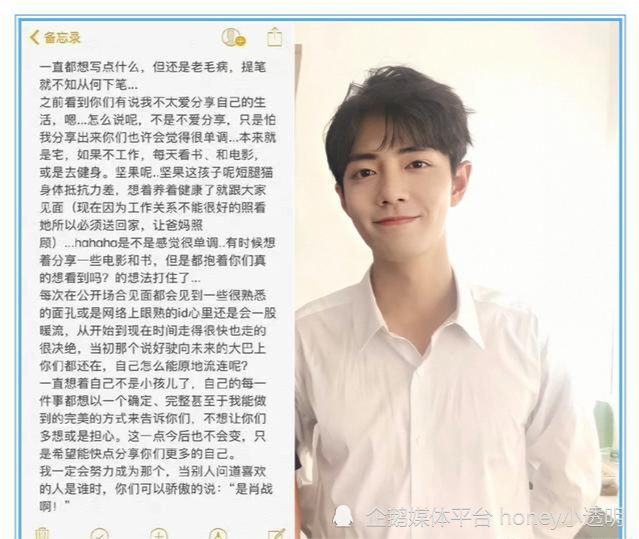 备忘录
一直都想写点什么，但还是老毛病，提笔
就不知从何下笔...
之前看到你们有说我不太爱分享自己的生
活，嗯...怎么说呢，不是不爱分享，只是怕
我分享出来你们也许会觉得很单调...本来就
是宅，如果不工作，每天看书、和电影，
或是去健身。坚果呢..坚果这孩子呢短腿猫
身体抵抗力差，想着养着健康了就跟大家
见面（现在因为工作关系不能很好的照看
她所以必须送回家，让爸妈照
顾）...hahaha是不是感觉很单调..有时候想
着分享一些电影和书，但是都抱着你们真
的想看到吗？的想法打住了...
每次在公开场合见面都会见到一些很熟悉
的面孔或是网络上眼熟的id心里还是会一股
暖流，从开始到现在时间走得很快也走的
很决绝，当初那个说好驶向未来的大巴上
你们都还在，自己怎么能原地流连呢？
一直想着自己不是小孩儿了，自己的每一
件事都想以一个确定、完整甚至于我能做
到的完美的方式来告诉你们，不想让你们
多想或是担心。这一点今后也不会变，只
是希望能快点分享你们更多的自己。
我一定会努力成为那个，当别人问道喜欢
的人是谁时，你们可以骄傲的说：“是肖战
啊！”
企鹅媒体平台 honey小透明